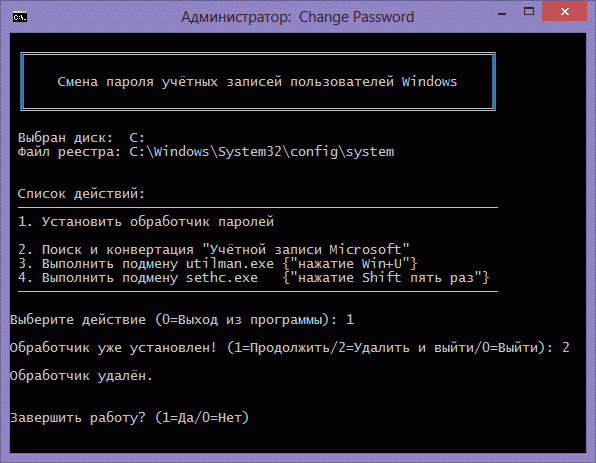 Администратор: Change Password
Смена пароля учётных записей пользователей Windows
Выбран диск: C:
Файл реестра: C:\Windows\System32\config\system
Список действий:
1. Установить обработчик паролей
2. Поиск и конвертация "Учётной записи Microsoft"
3. Выполнить подмену utilman.exe {"нажатие Win+U"}
4. Выполнить подмену sethc.exe {"нажатие Shift пять раз"}
Выберите действие (0=Выход из программы): 1
Обработчик уже установлен! (1=Продолжить/2=Удалить и выйти/0=Выйти): 2
Обработчик удалён.
Завершить работу? (1=Да/0=Нет)